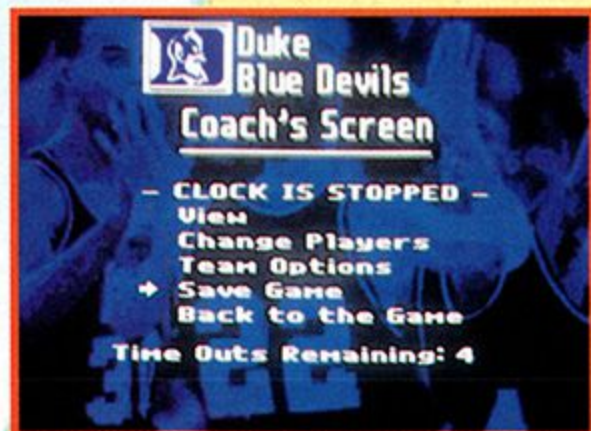 Duke
Blue Devils
Coach's Screen
– CLOCK IS STOPPED –
View
Change Players
Team Options
→ Save Game
Back to the Game
Time Outs Remaining: 4